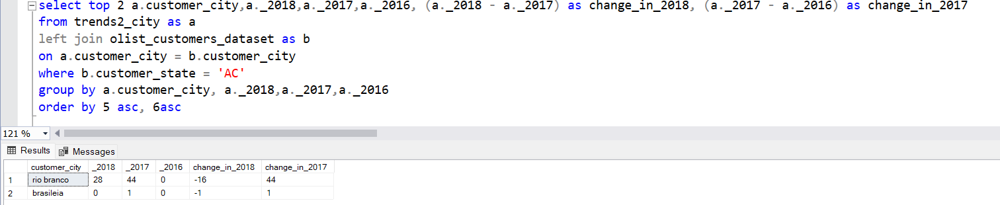 select top 2 a.customer_city,a._2018,a._2017,a._2016, (a._2018 - a._2017) as change_in_2018, (a._2017 - a._2016) as change_in_2017
from trends2_city as a
left join olist_customers_dataset as b
on a.customer_city = b.customer_city
where b.customer_state = 'AC'
group by a.customer_city, a._2018,a._2017,a._2016
order by 5 asc, 6asc
121 %
Results Messages
customer_city _2018 _2017 _2016 change_in_2018 change_in_2017
1 rio branco 28 44 0 -16 44
2 brasileia 0 1 0 -1 1